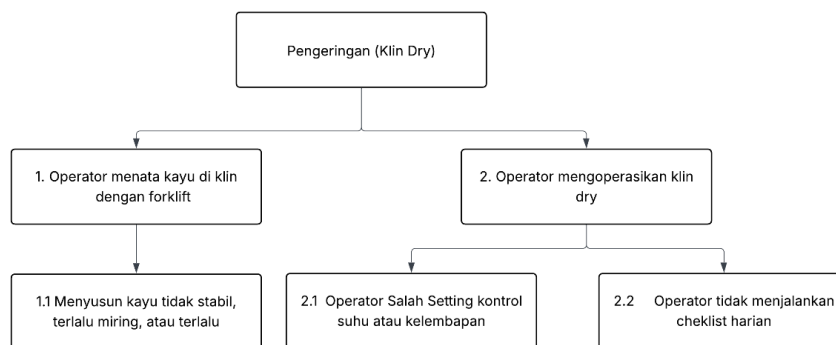 Pengeringan (Klin Dry)
1. Operator menata kayu di klin
dengan forklift
2. Operator mengoperasikan klin
dry
1.1 Menyusun kayu tidak stabil,
terlalu miring, atau terlalu
2.1 Operator Salah Setting kontrol
suhu atau kelembapan
2.2 Operator tidak menjalankan
cheklist harian